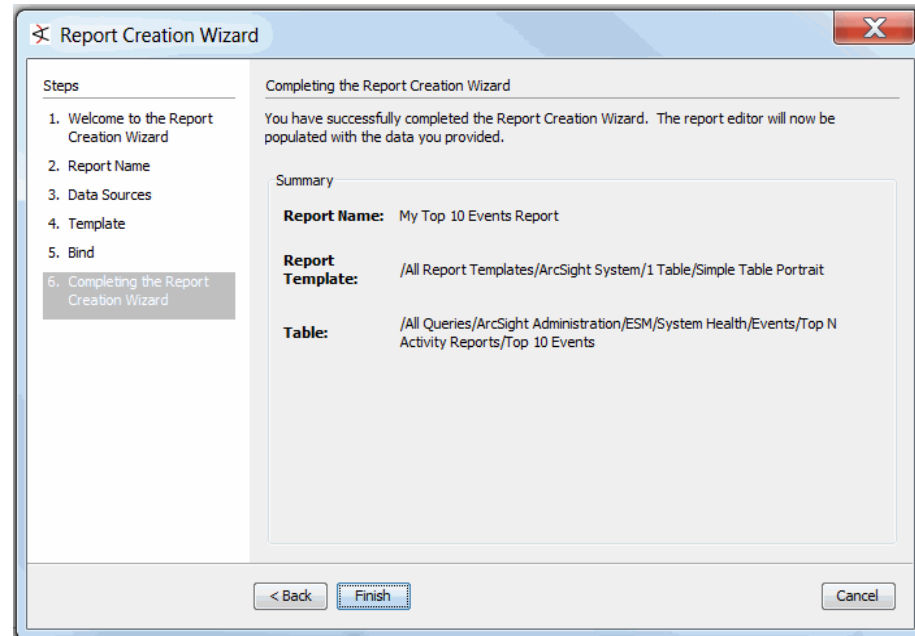 Report Creation Wizard
X
Steps
1. Welcome to the Report
Creation Wizard
2. Report Name
3. Data Sources
4. Template
5. Bind
6. Completing the Report
Creation Wizard
Completing the Report Creation Wizard
You have successfully completed the Report Creation Wizard. The report editor will now be
populated with the data you provided.
Summary
Report Name: My Top 10 Events Report
Report
Template: /All Report Templates/ArcSight System/1 Table/Simple Table Portrait
Table: /All Queries/ArcSight Administration/ESM/System Health/Events/Top N
Activity Reports/Top 10 Events
< Back
Finish
Cancel